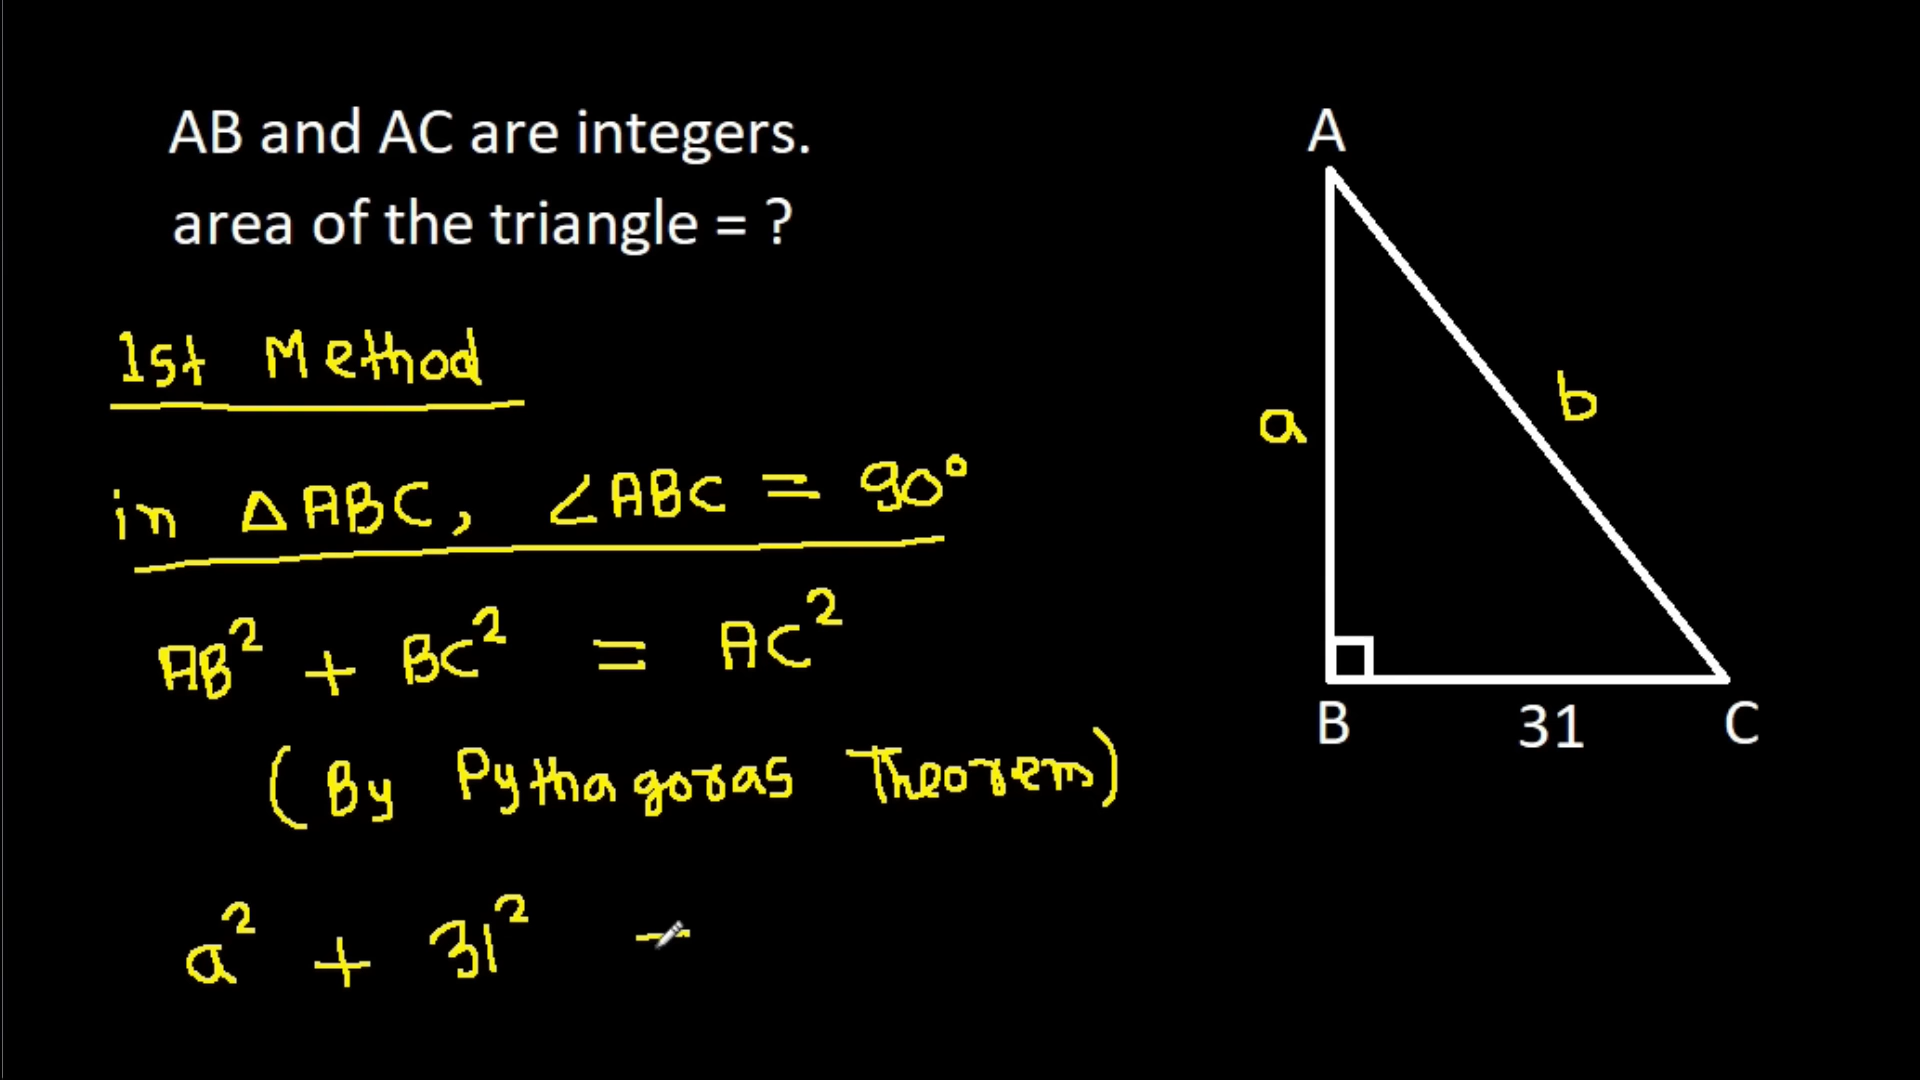 AB and AC are integers.
area of the triangle = ?
1st Method
in △ABC, ∠ABC = 90°
AB² + BC² = AC²
(By Pythagoras Theorem)
a² + 31² =
A
a
b
B
31
C